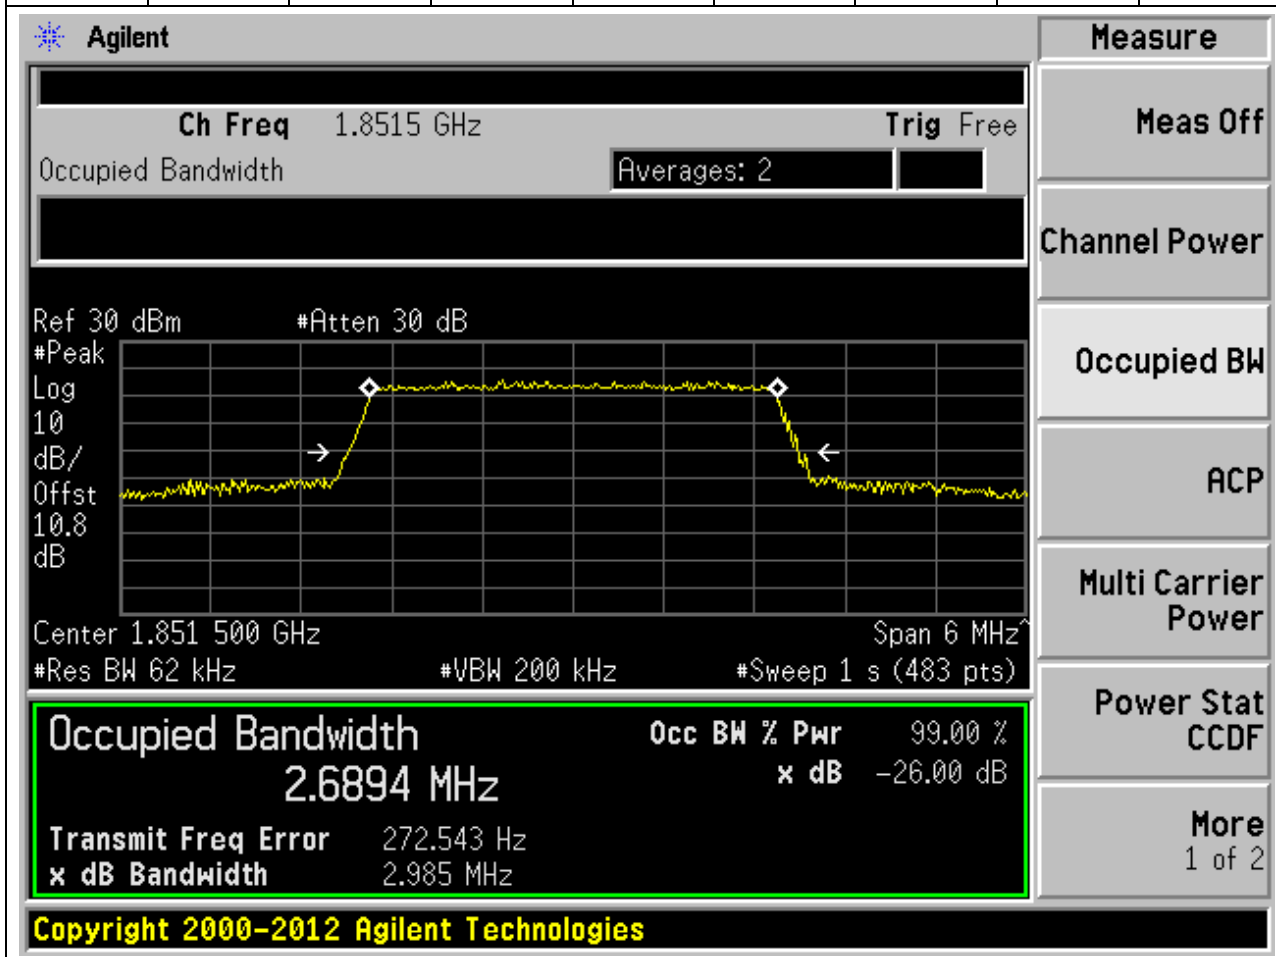 Agilent
Measure
Ch Freq 1.8515 GHz Trig Free
Meas Off
Occupied Bandwidth Averages: 2
Channel Power
Ref 30 dBm #Atten 30 dB
#Peak
Log
10
dB/
Offst
10.8
dB
Occupied BW
ACP
Center 1.851 500 GHz Span 6 MHz^
#Res BW 62 kHz #VBW 200 kHz #Sweep 1 s (483 pts)
Multi Carrier
Power
Occupied Bandwidth Occ BW % Pwr 99.00 %
2.6894 MHz x dB -26.00 dB
Power Stat
CCDF
Transmit Freq Error 272.543 Hz
x dB Bandwidth 2.985 MHz
More
1 of 2
Copyright 2000-2012 Agilent Technologies